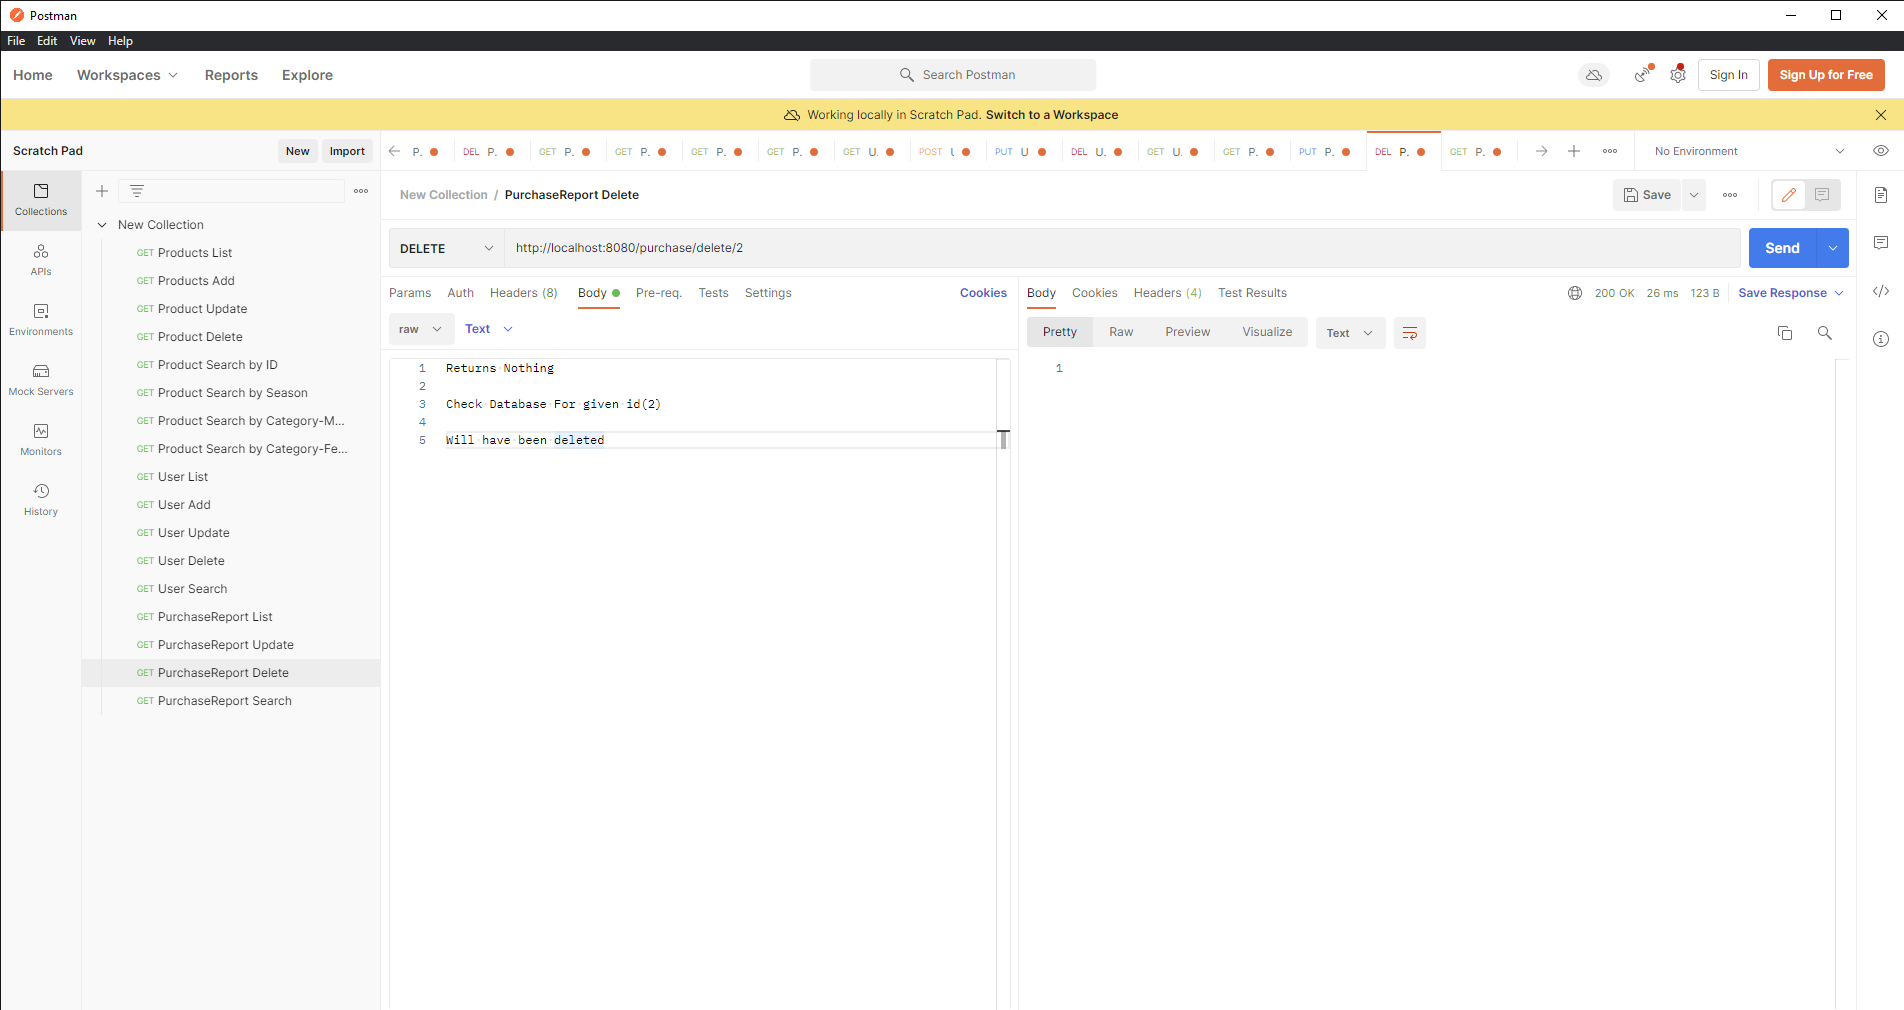 Postman
File Edit View Help
Home Workspaces Reports Explore Search Postman Sign In Sign Up for Free
Working locally in Scratch Pad. Switch to a Workspace
Scratch Pad New Import
P. DEL P. GET P. GET P. GET P. GET P. GET U. POST PUT U DEL U. GET U. GET P. PUT P. DEL P. GET P. No Environment
Collections
APIs
Environments
Mock Servers
Monitors
History
New Collection
GET Products List
GET Products Add
GET Product Update
GET Product Delete
GET Product Search by ID
GET Product Search by Season
GET Product Search by Category-M...
GET Product Search by Category-Fe...
GET User List
GET User Add
GET User Update
GET User Delete
GET User Search
GET PurchaseReport List
GET PurchaseReport Update
GET PurchaseReport Delete
GET PurchaseReport Search
New Collection / PurchaseReport Delete Save
DELETE http://localhost:8080/purchase/delete/2 Send
Params Auth Headers (8) Body Pre-req. Tests Settings Cookies
raw Text
1 Returns Nothing
2
3 Check Database For given id(2)
4
5 Will have been deleted
Body Cookies Headers (4) Test Results 200 OK 26 ms 123 B Save Response
Pretty Raw Preview Visualize Text
1